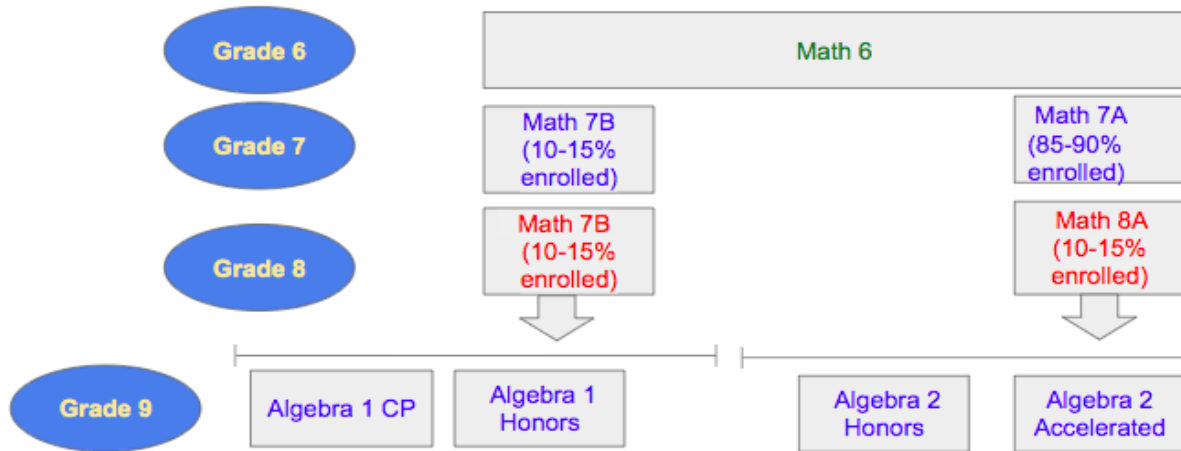 Grade 6
Math 6
Grade 7
Math 7B
(10-15%
enrolled)
Math 7A
(85-90%
enrolled)
Grade 8
Math 7B
(10-15%
enrolled)
Math 8A
(10-15%
enrolled)
Grade 9
Algebra 1 CP
Algebra 1
Honors
Algebra 2
Honors
Algebra 2
Accelerated